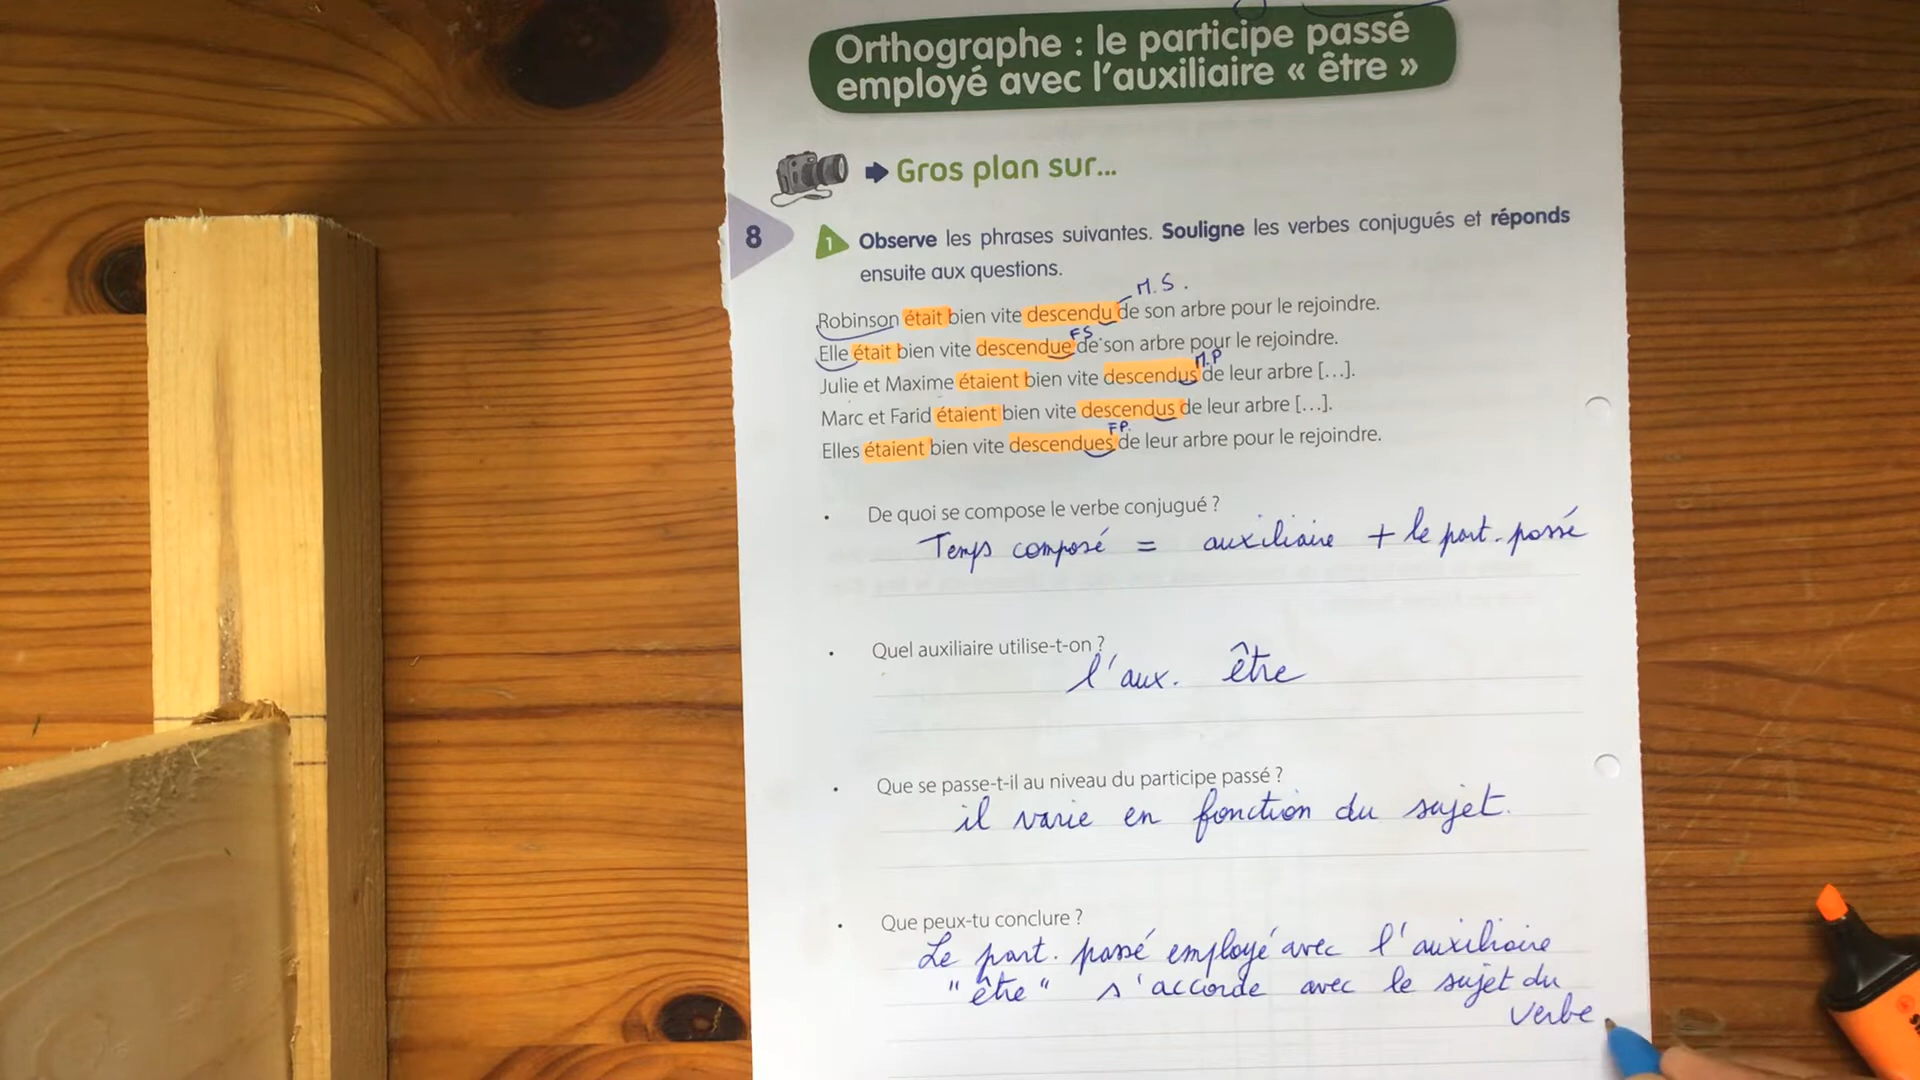 Orthographe : le participe passé
employé avec l'auxiliaire « être »
Gros plan sur...
8
1 Observe les phrases suivantes. Souligne les verbes conjugués et réponds
ensuite aux questions.
M.S.
Robinson était bien vite descendu de son arbre pour le rejoindre.
FS
Elle était bien vite descendue de son arbre pour le rejoindre.
M.P
Julie et Maxime étaient bien vite descendus de leur arbre [...].
Marc et Farid étaient bien vite descendus de leur arbre [...].
FP.
Elles étaient bien vite descendues de leur arbre pour le rejoindre.
• De quoi se compose le verbe conjugué ?
Temps composé = auxiliaire + le part. passé
• Quel auxiliaire utilise-t-on ?
l'aux. être
• Que se passe-t-il au niveau du participe passé ?
il varie en fonction du sujet.
• Que peux-tu conclure ?
Le part. passé employé avec l'auxiliaire
"être" s'accorde avec le sujet du
verbe